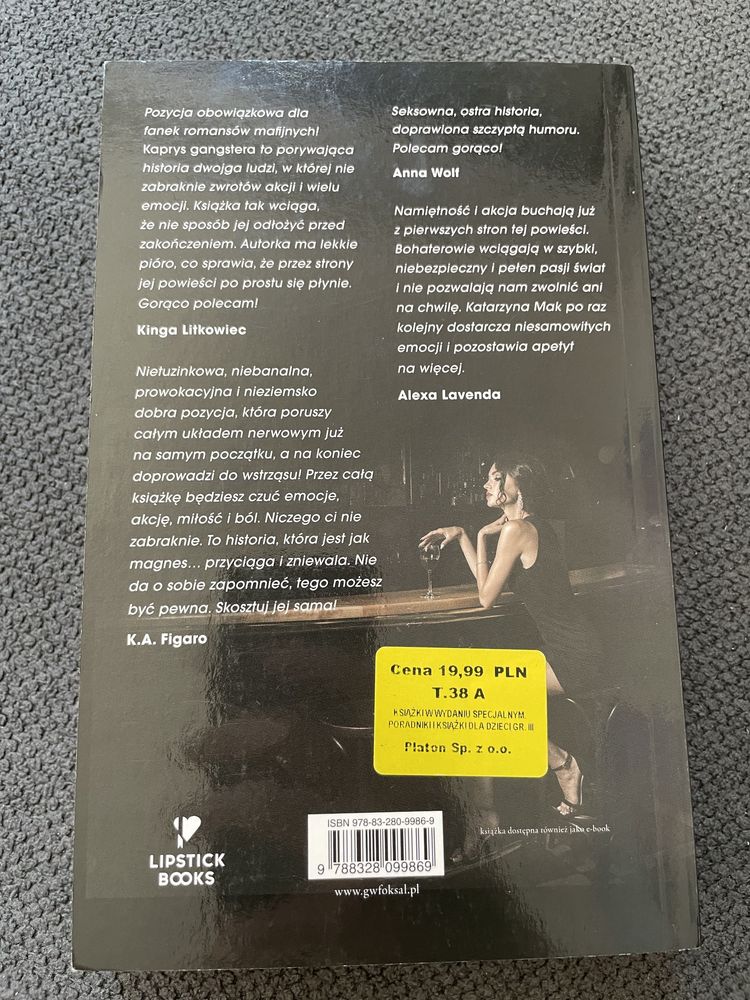 Pozycja obowiązkowa dla
fanek romansów mafijnych!
Kaprys gangstera to porywająca
historia dwojga ludzi, w której nie
zabraknie zwrotów akcji i wielu
emocji. Książka tak wciąga,
że nie sposób jej odłożyć przed
zakończeniem. Autorka ma lekkie
pióro, co sprawia, że przez strony
jej powieści po prostu się płynie.
Gorąco polecam!
Kinga Litkowiec
Nietuzinkowa, niebanalna,
prowokacyjna i nieziemsko
dobra pozycja, która poruszy
całym układem nerwowym już
na samym początku, a na koniec
doprowadzi do wstrząsu! Przez całą
książkę będziesz czuć emocje,
akcję, miłość i ból. Niczego ci nie
zabraknie. To historia, która jest jak
magnes... przyciąga i zniewala. Nie
da o sobie zapomnieć, tego możesz
być pewna. Skosztuj jej sama!
K.A. Figaro
Seksowna, ostra historia,
doprawiona szczyptą humoru.
Polecam gorąco!
Anna Wolf
Namiętność i akcja buchają już
z pierwszych stron tej powieści.
Bohaterowie wciągają w szybki,
niebezpieczny i pełen pasji świat
i nie pozwalają nam zwolnić ani
na chwilę. Katarzyna Mak po raz
kolejny dostarcza niesamowitych
emocji i pozostawia apetyt
na więcej.
Alexa Lavenda
Cena 19,99 PLN
T.38 A
KSIĄŻKI W WYDANIU SPECJALNYM,
PORADNIKI I KSIĄŻKI DLA DZIECI GR. III
Platon Sp. z o.o.
LIPSTICK
BOOKS
ISBN 978-83-280-9986-9
9 788328 099869
www.gwfoksal.pl
książka dostępna również jako e-book